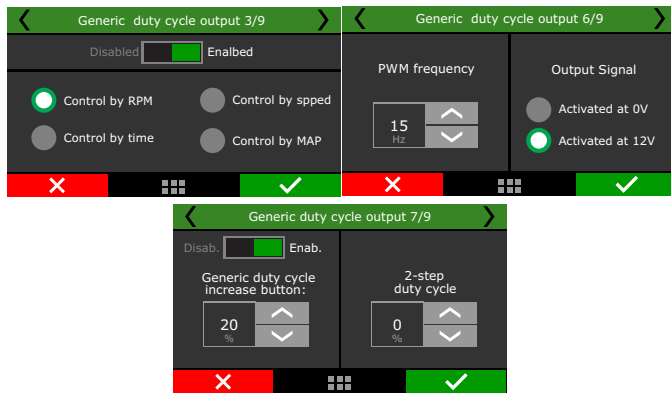 Generic duty cycle output 3/9
Disabled Enalbed
Control by RPM
Control by spped
Control by time
Control by MAP
Generic duty cycle output 6/9
PWM frequency
15
Hz
Output Signal
Activated at 0V
Activated at 12V
Generic duty cycle output 7/9
Disab. Enab.
Generic duty cycle
increase button:
20
%
2-step
duty cycle
0
%